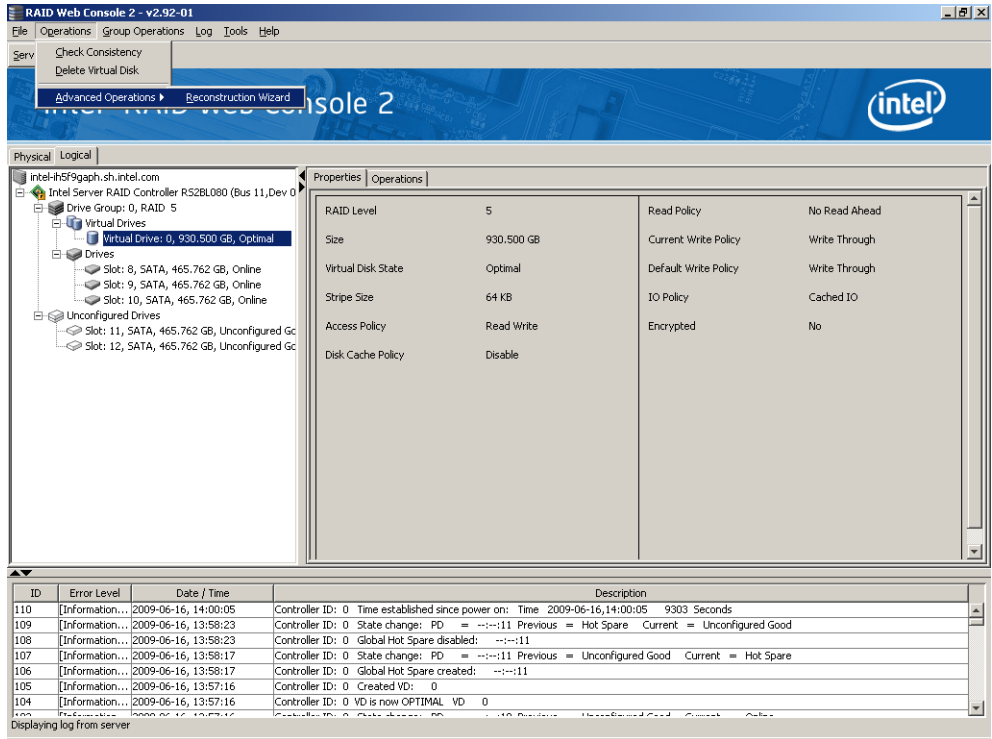 RAID Web Console 2 - v2.92-01
File Operations Group Operations Log Tools Help
Serv
Check Consistency
Delete Virtual Disk
Advanced Operations Reconstruction Wizard
Console 2
intel
Physical Logical
intel-ih5f9gaph.sh.intel.com
Intel Server RAID Controller RS2BL080 (Bus 11,Dev 0
Drive Group: 0, RAID 5
Virtual Drives
Virtual Drive: 0, 930.500 GB, Optimal
Drives
Slot: 8, SATA, 465.762 GB, Online
Slot: 9, SATA, 465.762 GB, Online
Slot: 10, SATA, 465.762 GB, Online
Unconfigured Drives
Slot: 11, SATA, 465.762 GB, Unconfigured Gc
Slot: 12, SATA, 465.762 GB, Unconfigured Gc
Properties Operations
RAID Level 5
Size 930.500 GB
Virtual Disk State Optimal
Stripe Size 64 KB
Access Policy Read Write
Disk Cache Policy Disable
Read Policy No Read Ahead
Current Write Policy Write Through
Default Write Policy Write Through
IO Policy Cached IO
Encrypted No
ID Error Level Date / Time Description
110 [Information... 2009-06-16, 14:00:05 Controller ID: 0 Time established since power on: Time 2009-06-16,14:00:05 9303 Seconds
109 [Information... 2009-06-16, 13:58:23 Controller ID: 0 State change: PD = --:--:11 Previous = Hot Spare Current = Unconfigured Good
108 [Information... 2009-06-16, 13:58:23 Controller ID: 0 Global Hot Spare disabled: --:--:11
107 [Information... 2009-06-16, 13:58:17 Controller ID: 0 State change: PD = --:--:11 Previous = Unconfigured Good Current = Hot Spare
106 [Information... 2009-06-16, 13:58:17 Controller ID: 0 Global Hot Spare created: --:--:11
105 [Information... 2009-06-16, 13:57:16 Controller ID: 0 Created VD: 0
104 [Information... 2009-06-16, 13:57:16 Controller ID: 0 VD is now OPTIMAL VD 0
Displaying log from server